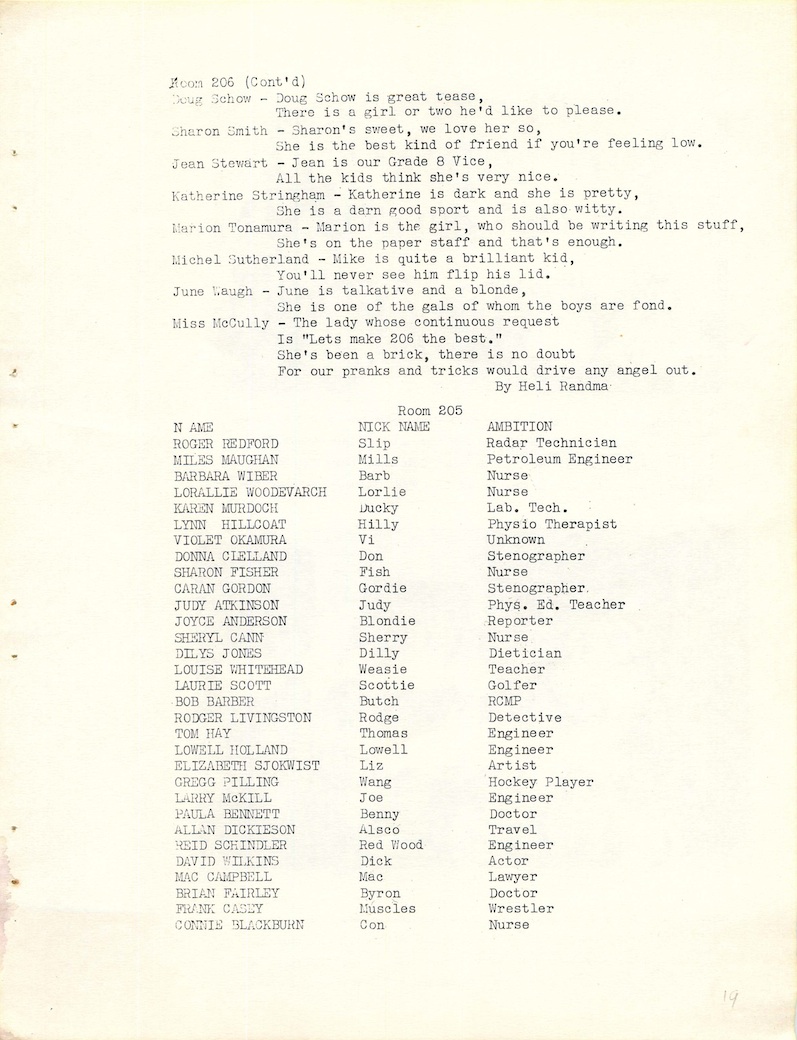 Room 206 (Cont'd)
Doug Schow - Doug Schow is great tease,
There is a girl or two he'd like to please.
Sharon Smith - Sharon's sweet, we love her so,
She is the best kind of friend if you're feeling low.
Jean Stewart - Jean is our Grade 8 Vice,
All the kids think she's very nice.
Katherine Stringham - Katherine is dark and she is pretty,
She is a darn good sport and is also witty.
Marion Tonamura - Marion is the girl, who should be writing this stuff,
She's on the paper staff and that's enough.
Michel Sutherland - Mike is quite a brilliant kid,
You'll never see him flip his lid.
June Waugh - June is talkative and a blonde,
She is one of the gals of whom the boys are fond.
Miss McCully - The lady whose continuous request
Is "Lets make 206 the best."
She's been a brick, there is no doubt
For our pranks and tricks would drive any angel out.
By Heli Randma
Room 205
N AME NICK NAME AMBITION
ROGER REDFORD Slip Radar Technician
MILES MAUGHAN Mills Petroleum Engineer
BARBARA WIBER Barb Nurse
LORALLIE WOODEVARCH Lorlie Nurse
KAREN MURDOCH Ducky Lab. Tech.
LYNN HILLCOAT Hilly Physio Therapist
VIOLET OKAMURA Vi Unknown
DONNA CLELLAND Don Stenographer
SHARON FISHER Fish Nurse
CARAN GORDON Gordie Stenographer.
JUDY ATKINSON Judy Phys. Ed. Teacher
JOYCE ANDERSON Blondie Reporter
SHERYL CANN Sherry Nurse
DILYS JONES Dilly Dietician
LOUISE WHITEHEAD Weasie Teacher
LAURIE SCOTT Scottie Golfer
BOB BARBER Butch RCMP
RODGER LIVINGSTON Rodge Detective
TOM HAY Thomas Engineer
LOWELL HOLLAND Lowell Engineer
ELIZABETH SJOKWIST Liz Artist
GREGG PILLING Wang Hockey Player
LARRY McKILL Joe Engineer
PAULA BENNETT Benny Doctor
ALLAN DICKIESON Alsco Travel
REID SCHINDLER Red Wood Engineer
DAVID WILKINS Dick Actor
MAC CAMPBELL Mac Lawyer
BRIAN FAIRLEY Byron Doctor
FRANK CASEY Muscles Wrestler
CONNIE BLACKBURN Con Nurse
19